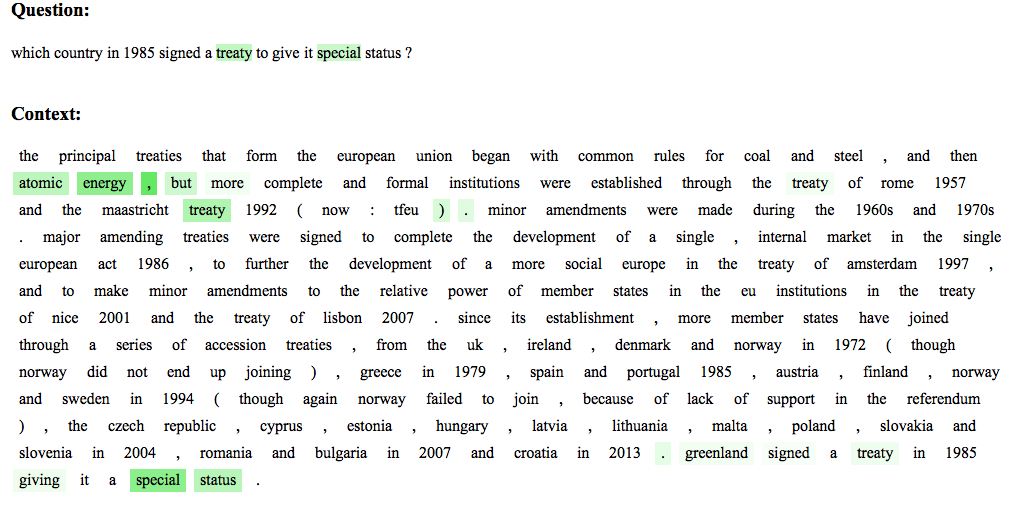 Question:
which country in 1985 signed a treaty to give it special status ?
Context:
the principal treaties that form the european union began with common rules for coal and steel , and then
atomic energy , but more complete and formal institutions were established through the treaty of rome 1957
and the maastricht treaty 1992 ( now : tfeu ) . minor amendments were made during the 1960s and 1970s
. major amending treaties were signed to complete the development of a single , internal market in the single
european act 1986 , to further the development of a more social europe in the treaty of amsterdam 1997 ,
and to make minor amendments to the relative power of member states in the eu institutions in the treaty
of nice 2001 and the treaty of lisbon 2007 . since its establishment , more member states have joined
through a series of accession treaties , from the uk , ireland , denmark and norway in 1972 ( though
norway did not end up joining ) , greece in 1979 , spain and portugal 1985 , austria , finland , norway
and sweden in 1994 ( though again norway failed to join , because of lack of support in the referendum
) , the czech republic , cyprus , estonia , hungary , latvia , lithuania , malta , poland , slovakia and
slovenia in 2004 , romania and bulgaria in 2007 and croatia in 2013 . greenland signed a treaty in 1985
giving it a special status .